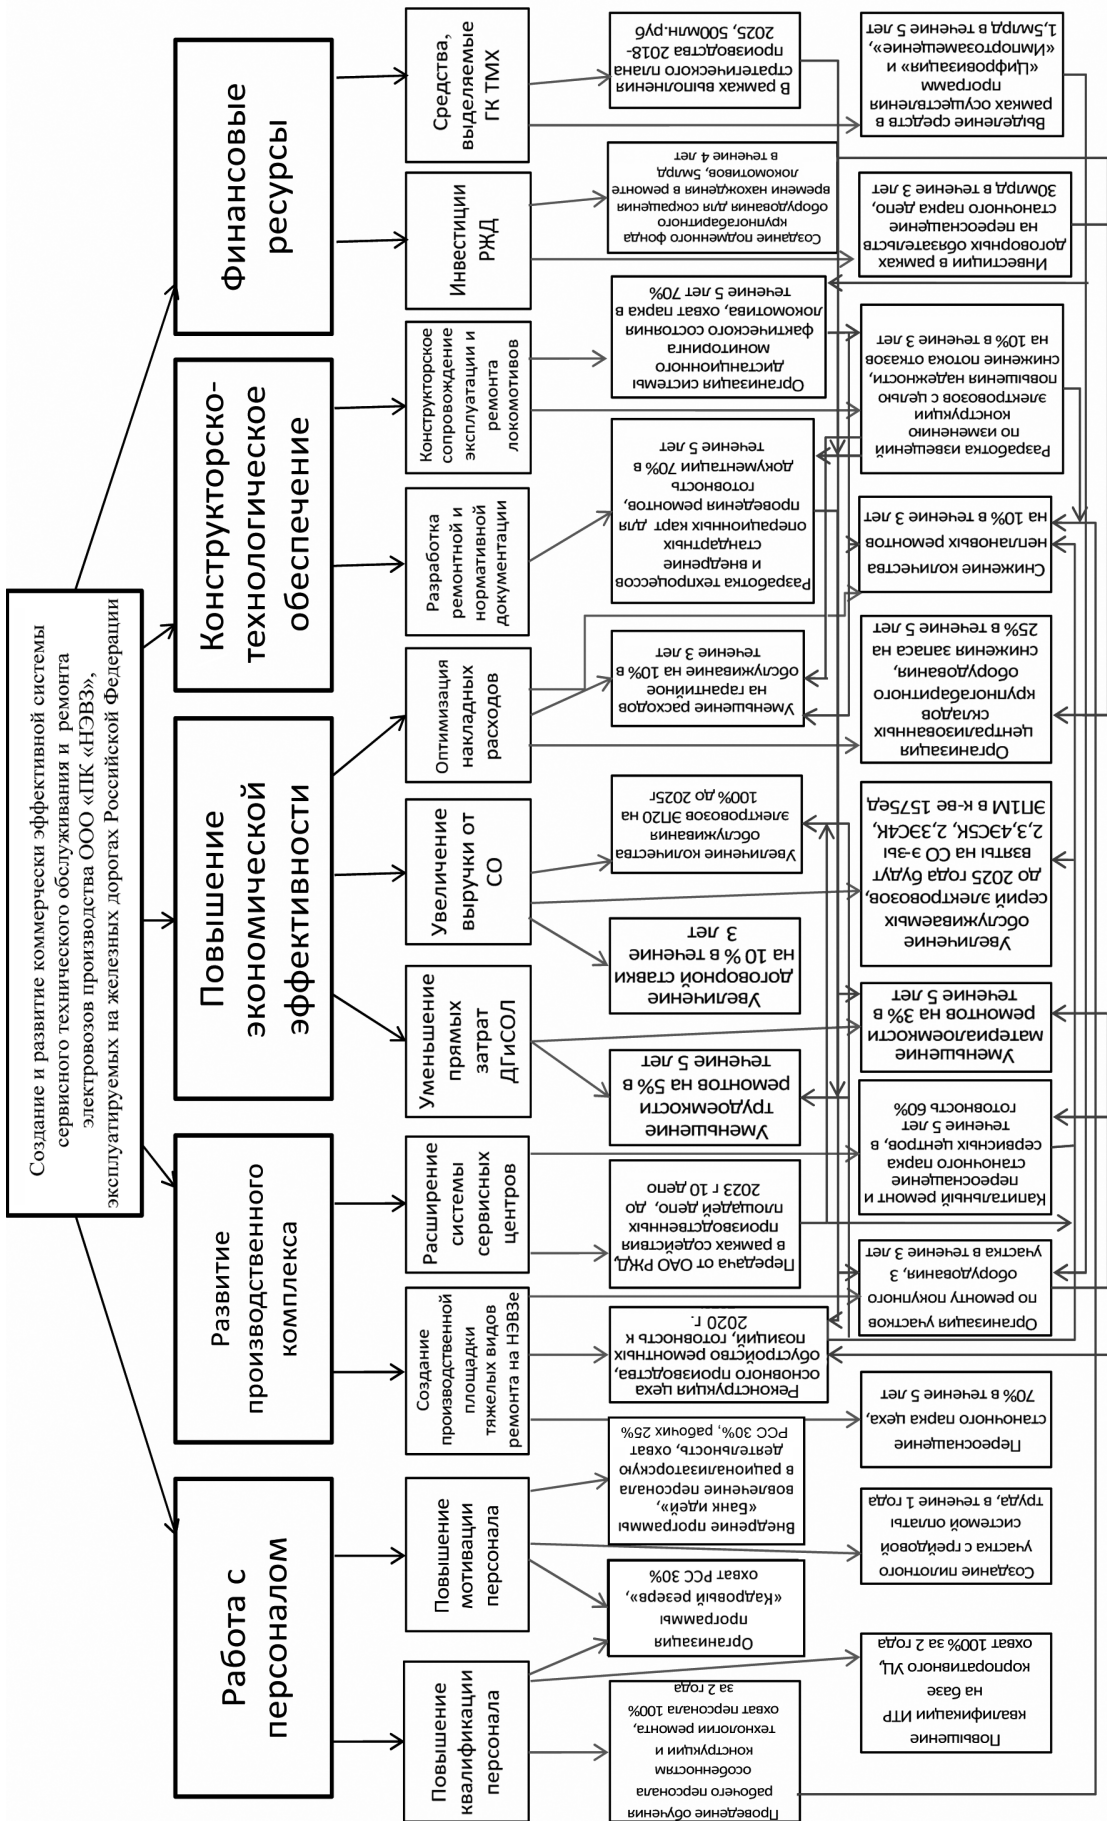 Создание и развитие коммерчески эффективной системы
сервисного технического обслуживания и ремонта
электровозов производства ООО «ПК «НЭВЗ»,
эксплуатируемых на железных дорогах Российской Федерации
Работа с
персоналом
Развитие
производственного
комплекса
Повышение
экономической
эффективности
Конструкторско-
технологическое
обеспечение
Финансовые
ресурсы
Повышение
квалификации
персонала
Повышение
мотивации
персонала
Создание
производственной
площадки
тяжелых видов
ремонта на НЭВЗе
Расширение
системы
сервисных
центров
Уменьшение
прямых
затрат
ДГиСОЛ
Увеличение
выручки от
СО
Оптимизация
накладных
расходов
Разработка
ремонтной и
нормативной
документации
Конструкторское
сопровождение
эксплуатации и
ремонта
локомотивов
Инвестиции
РЖД
Средства,
выделяемые
ГК ТМХ
Проведение обучения
рабочего персонала
особенностям
конструкции и
технологии ремонта,
охват персонала 100%
за 2 года
Организация
программы
«Кадровый резерв»,
охват РСС 30%
Внедрение программы
«Банк идей»,
вовлечение персонала
в рационализаторскую
деятельность, охват
РСС 30%, рабочих 25%
Реконструкция цеха
основного производства,
обустройство ремонтных
позиций, готовность к
2020 г.
Передача от ОАО РЖД,
в рамках содействия
производственных
площадей депо, до
2023 г 10 депо
Уменьшение
трудоемкости
ремонтов на 5% в
течение 5 лет
Увеличение
договорной ставки
на 10 % в течение
3 лет
Увеличение количества
обслуживания
электровозов ЭП20 на
100% до 2025г
Уменьшение расходов
на гарантийное
обслуживание на 10% в
течение 3 лет
Разработка техпроцессов
и внедрение
стандартных
операционных карт для
проведения ремонтов,
готовность
документации 70% в
течение 5 лет
Организация системы
дистанционного
мониторинга
фактического состояния
локомотива, охват парка в
течение 5 лет 70%
Создание подменного фонда
крупногабаритного
оборудования для сокращения
времени нахождения в ремонте
локомотивов, 5млрд
в течение 4 лет
В рамках выполнения
стратегического плана
производства 2018-
2025, 500млн.руб
Повышение
квалификации ИТР
на базе
корпоративного УЦ,
охват 100% за 2 года
Создание пилотного
участка с грейдовой
системой оплаты
труда, в течение 1 года
Переоснащение
станочного парка цеха,
70% в течение 5 лет
Организация участков
по ремонту покупного
оборудования, 3
участка в течение 3 лет
Капитальный ремонт и
переоснащение
станочного парка
сервисных центров, в
течение 5 лет
готовность 60%
Уменьшение
материалоемкости
ремонтов на 3% в
течение 5 лет
Увеличение
обслуживаемых
серий электровозов,
до 2025 года будут
взяты на СО э-зы
2,3,4ЭС5К, 2,3ЭС4К,
ЭП1М в к-ве 1575ед
Организация
централизованных
складов
крупногабаритного
оборудования,
снижения запаса на
25% в течение 5 лет
Снижение количества
неплановых ремонтов
на 10% в течение 3 лет
Разработка извещений
по изменению
конструкции
электровозов с целью
повышения надежности,
снижение потока отказов
на 10% в течение 3 лет
Инвестиции в рамках
договорных обязательств
на переоснащение
станочного парка депо,
30млрд в течение 3 лет
Выделение средств в
рамках осуществления
программ
«Цифровизация» и
«Импортозамещение»,
1,5млрд в течение 5 лет